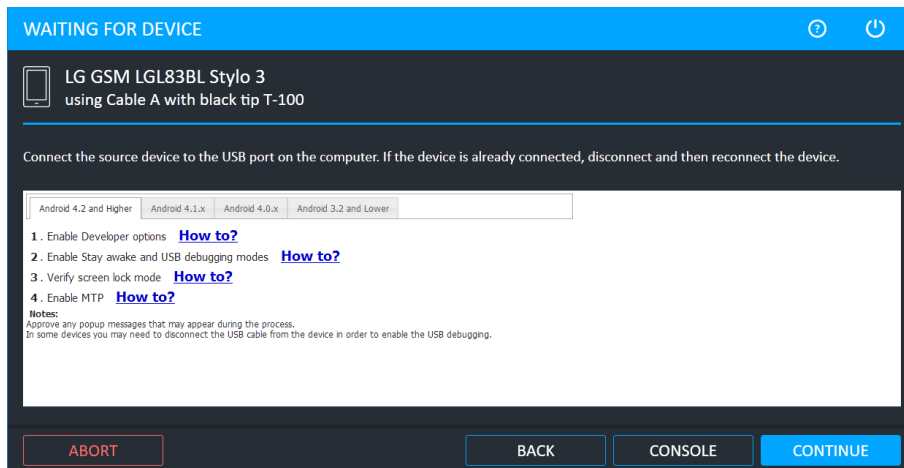 WAITING FOR DEVICE
LG GSM LGL83BL Stylo 3
using Cable A with black tip T-100
Connect the source device to the USB port on the computer. If the device is already connected, disconnect and then reconnect the device.
Android 4.2 and Higher Android 4.1.x Android 4.0.x Android 3.2 and Lower
1 . Enable Developer options How to?
2 . Enable Stay awake and USB debugging modes How to?
3 . Verify screen lock mode How to?
4 . Enable MTP How to?
Notes:
Approve any popup messages that may appear during the process.
In some devices you may need to disconnect the USB cable from the device in order to enable the USB debugging.
ABORT BACK CONSOLE CONTINUE